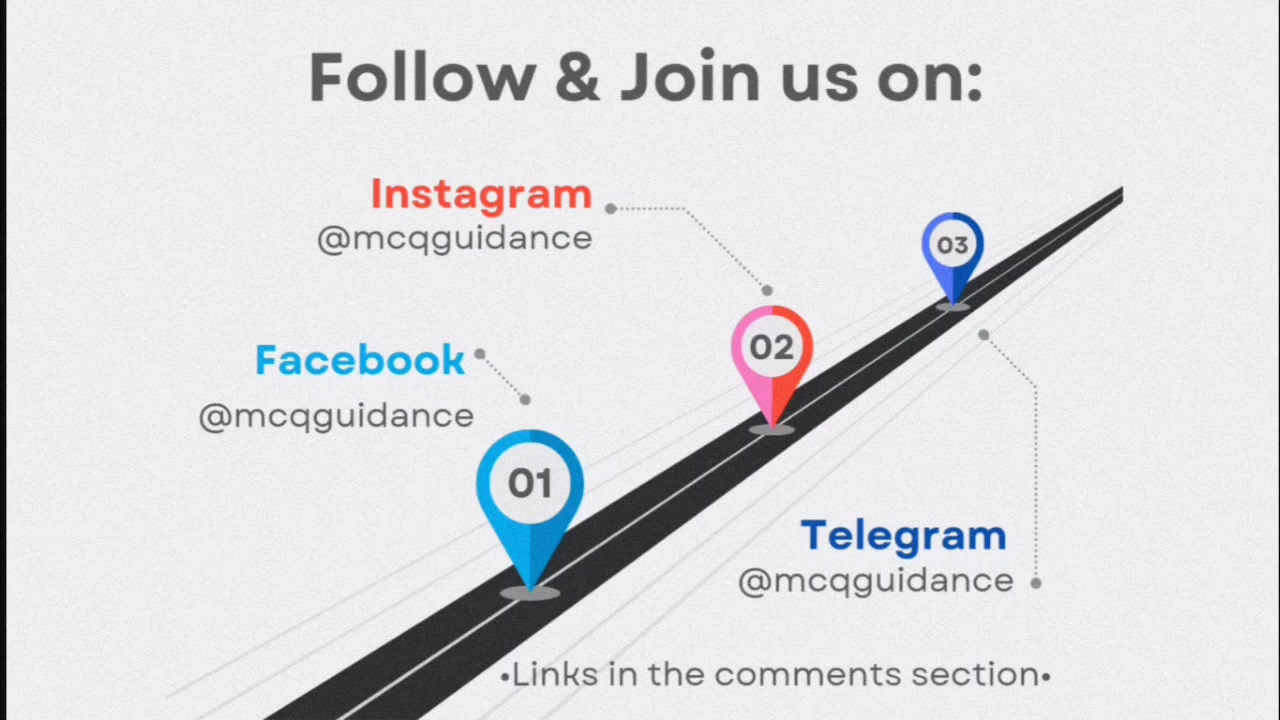 Follow & Join us on:
Instagram
@mcqguidance
03
02
Facebook
@mcqguidance
01
Telegram
@mcqguidance
•Links in the comments section•